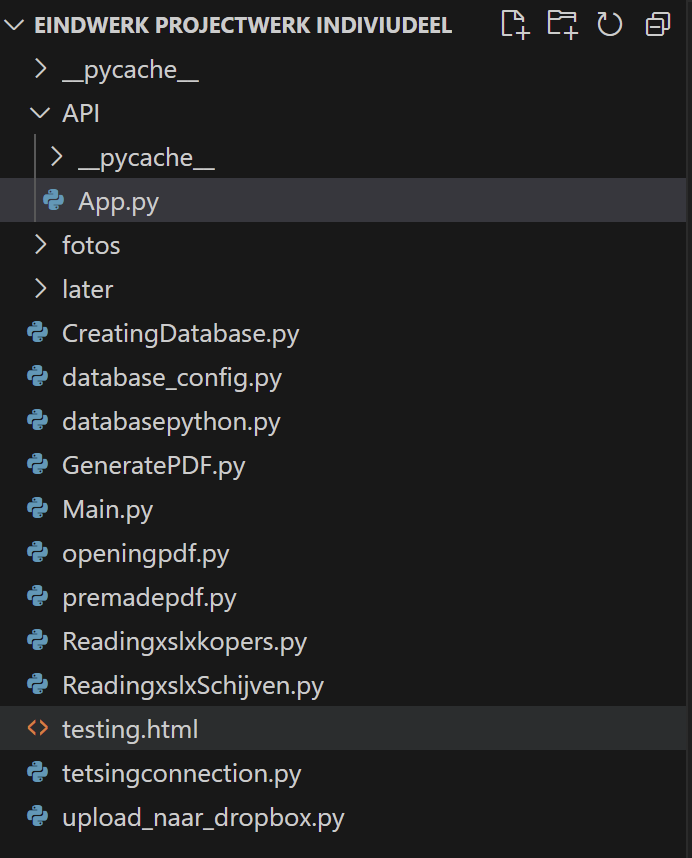 EINDWERK PROJECTWERK INDIVIUDEEL
__pycache__
API
__pycache__
App.py
fotos
later
CreatingDatabase.py
database_config.py
databasepython.py
GeneratePDF.py
Main.py
openingpdf.py
premadepdf.py
Readingxslxkopers.py
ReadingxslxSchijven.py
testing.html
tetsingconnection.py
upload_naar_dropbox.py